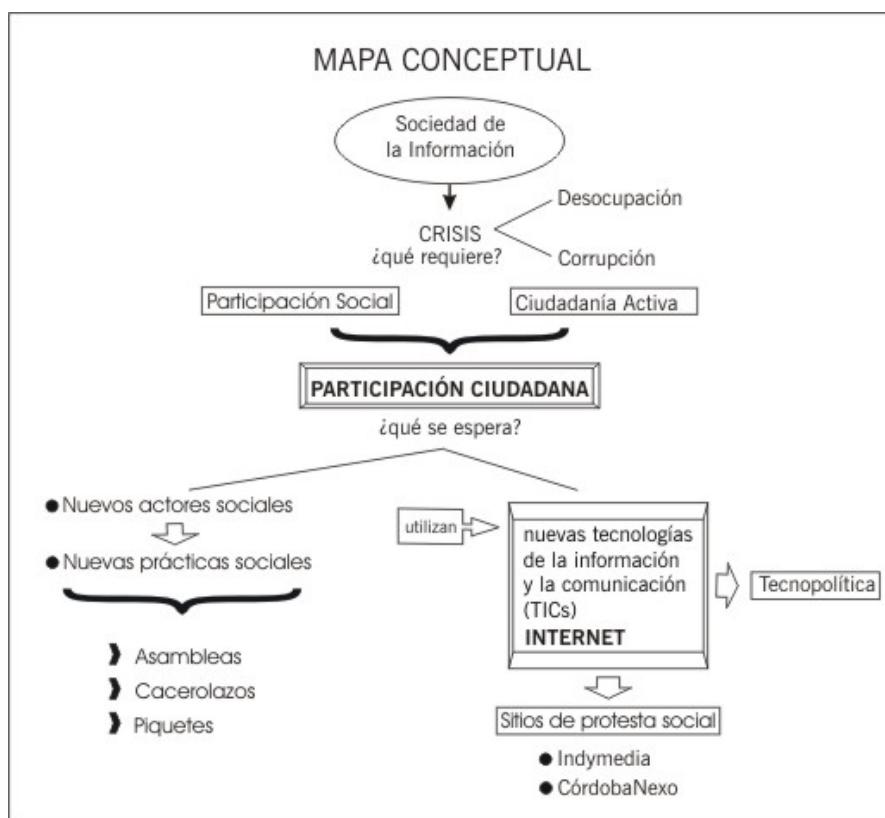 MAPA CONCEPTUAL
Sociedad de
la Información
Desocupación
CRISIS
¿qué requiere?
Corrupción
Participación Social
Ciudadanía Activa
PARTICIPACIÓN CIUDADANA
¿qué se espera?
Nuevos actores sociales
Nuevas prácticas sociales
Asambleas
Cacerolazos
Piquetes
utilizan
nuevas tecnologías
de la información
y la comunicación
(TICs)
INTERNET
Tecnopolítica
Sitios de protesta social
Indymedia
CórdobaNexo